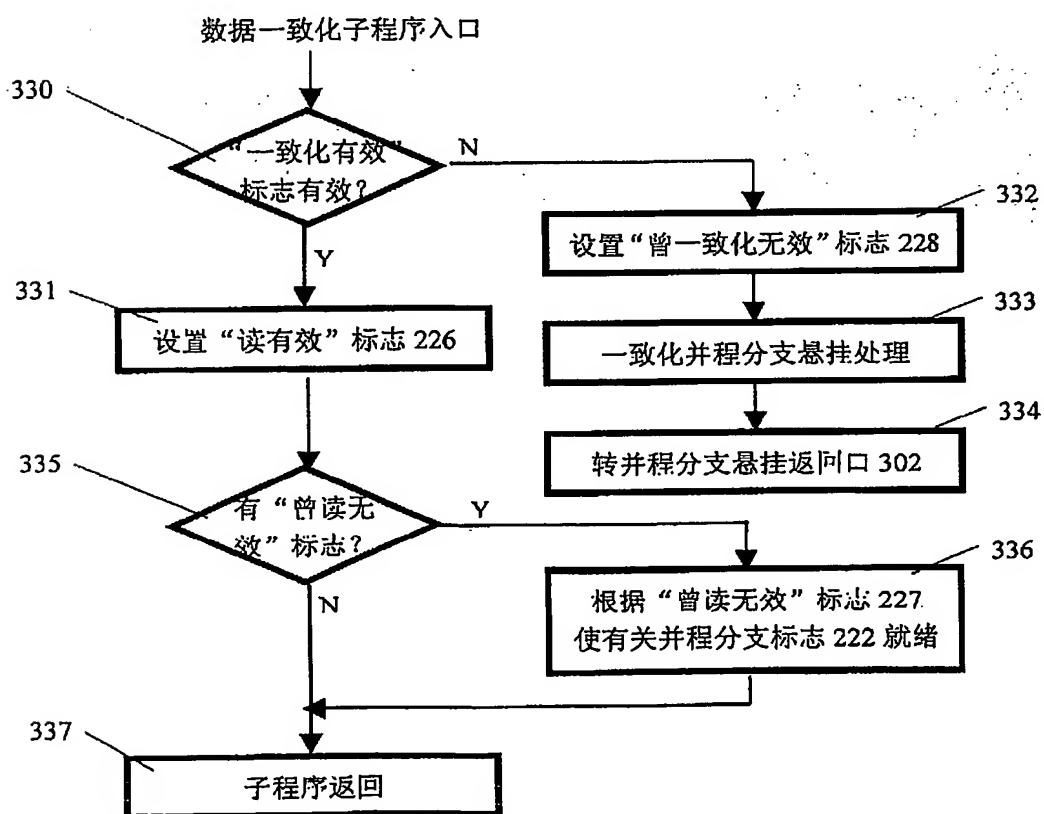 数据一致化子程序入口
330
“一致化有效”
标志有效？
N
Y
332
设置“曾一致化无效”标志 228
331
设置“读有效”标志 226
333
一致化并程分支悬挂处理
334
转并程分支悬挂返回口 302
335
有“曾读无
效”标志？
Y
N
336
根据“曾读无效”标志 227
使有关并程分支标志 222 就绪
337
子程序返回